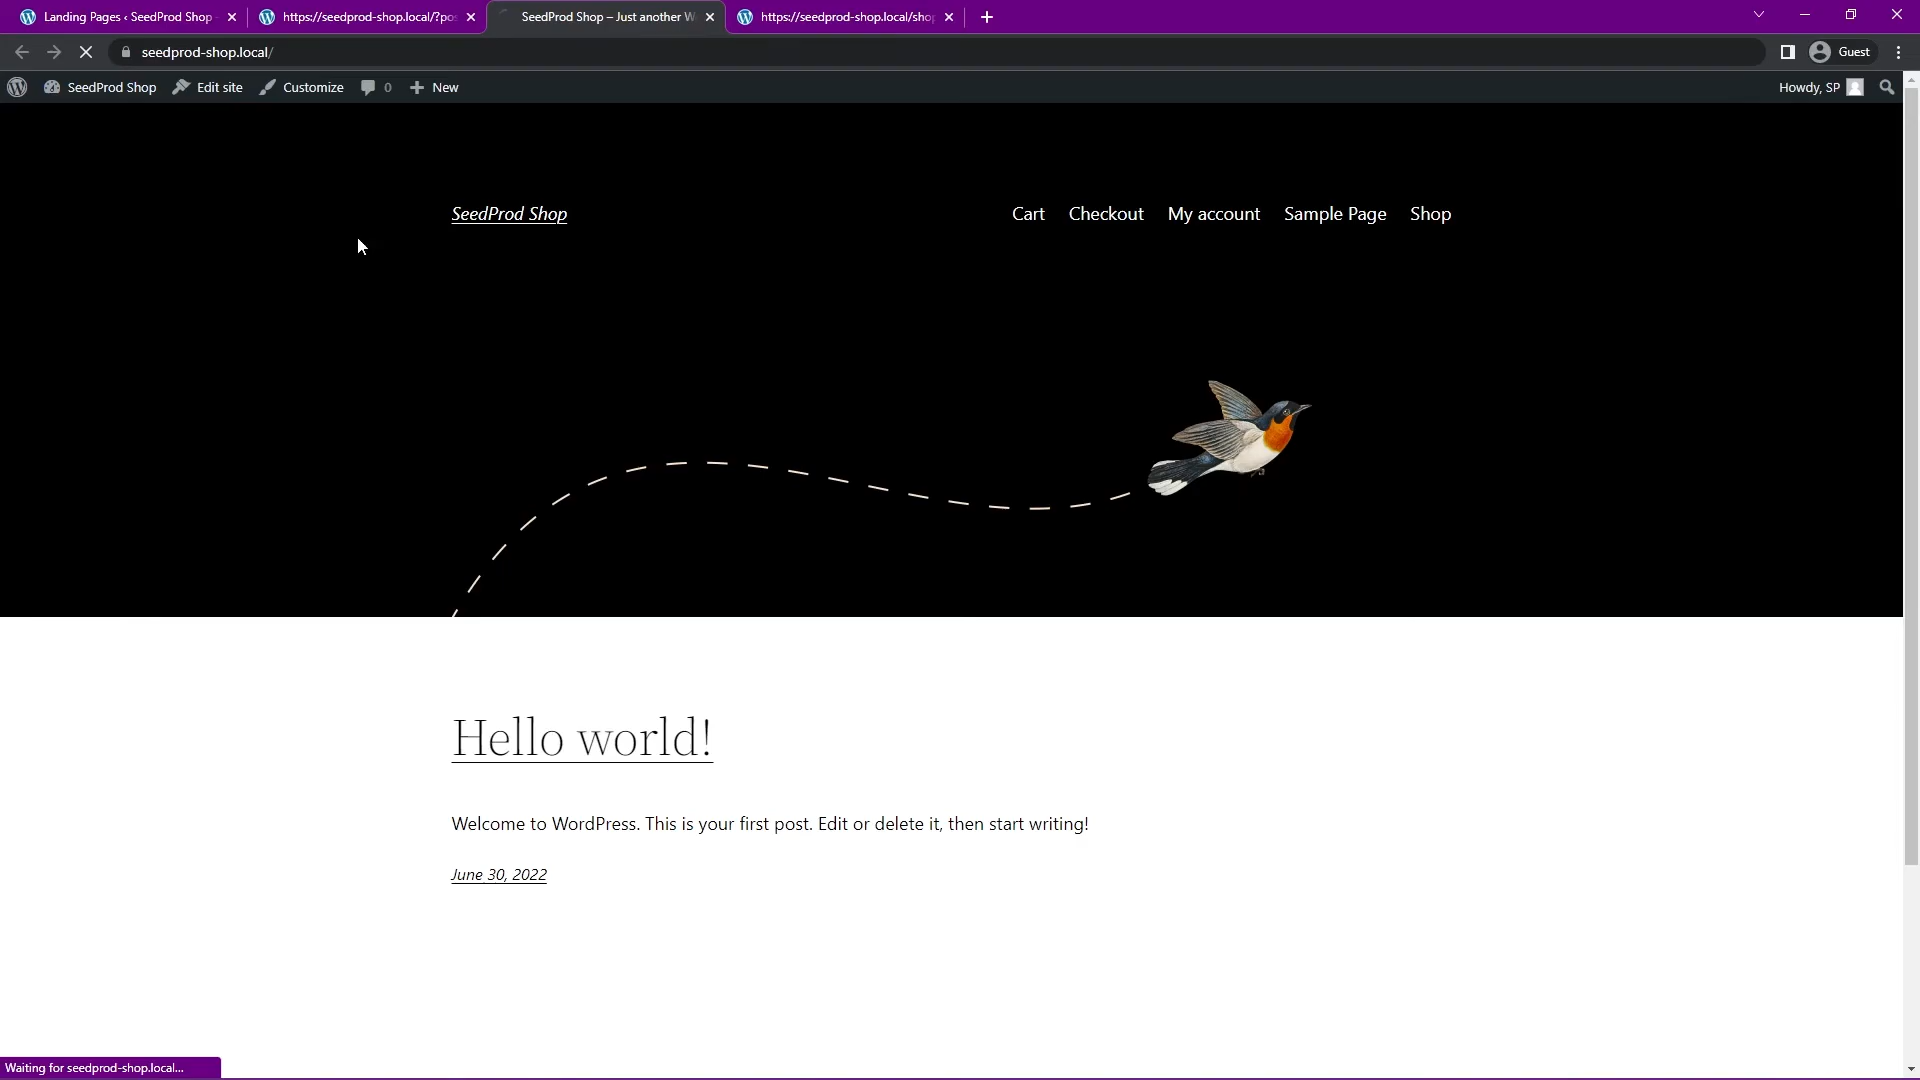 Landing Pages ‹ SeedProd Shop
https://seedprod-shop.local/?pos
SeedProd Shop – Just another W
https://seedprod-shop.local/shop
seedprod-shop.local/
Guest
SeedProd Shop
Edit site
Customize
0
New
Howdy, SP
SeedProd Shop
Cart
Checkout
My account
Sample Page
Shop
Hello world!
Welcome to WordPress. This is your first post. Edit or delete it, then start writing!
June 30, 2022
Waiting for seedprod-shop.local...